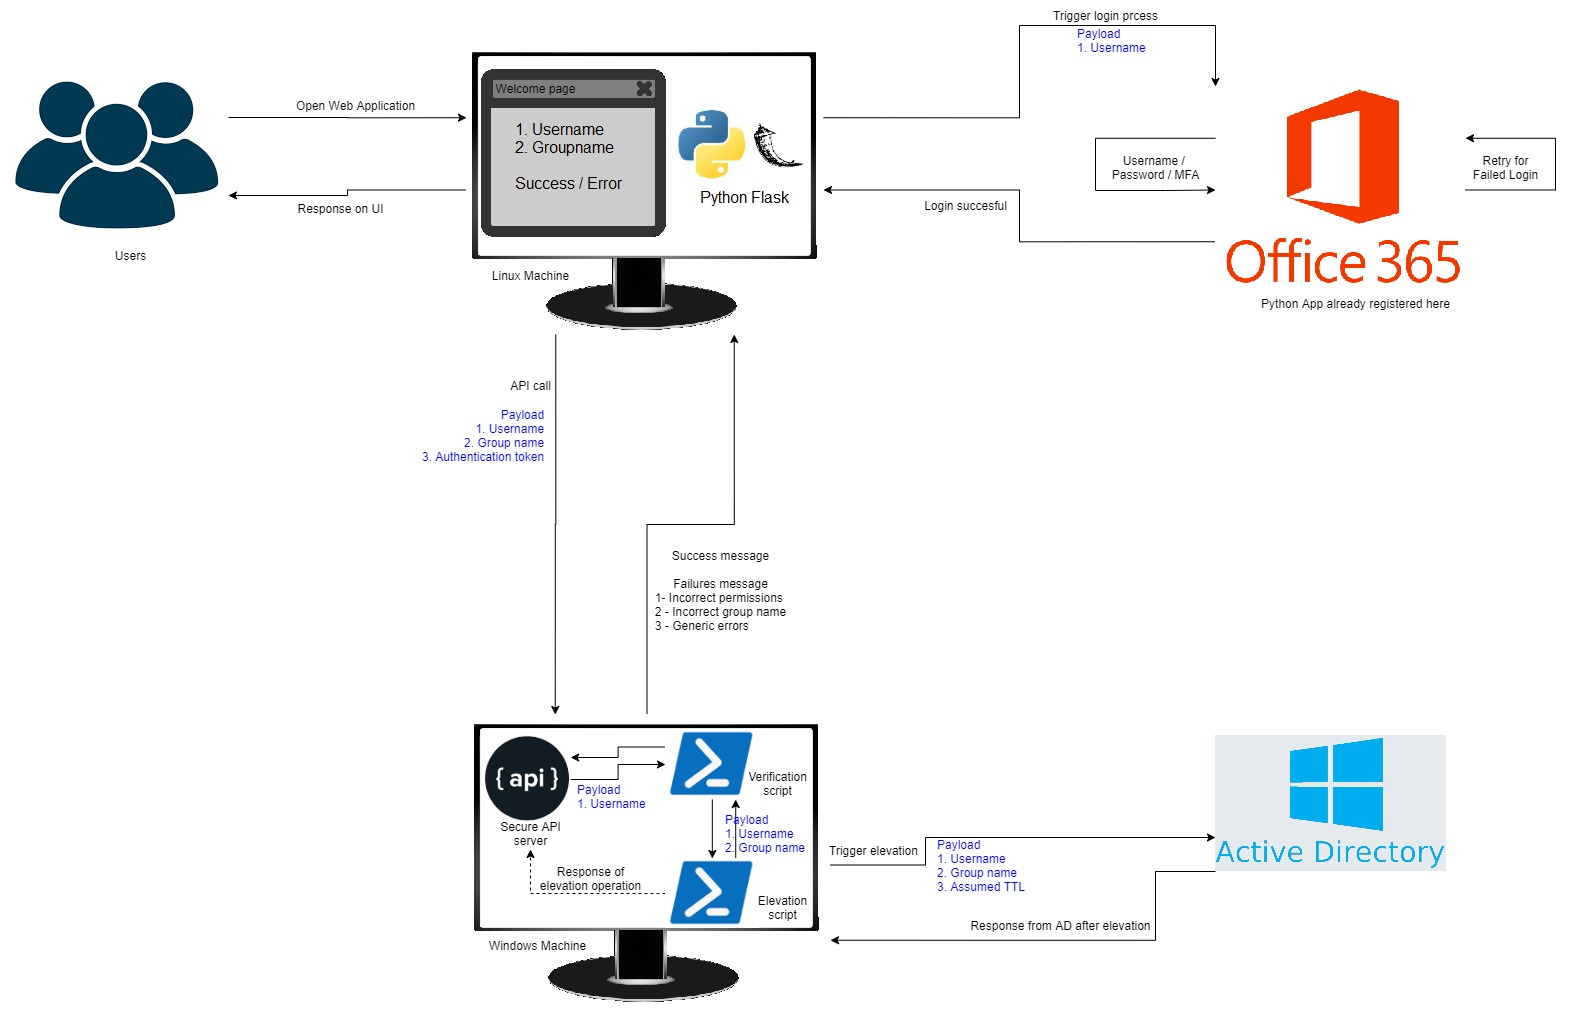 Trigger login prcess
Payload
1. Username
Welcome page
Open Web Application
1. Username
2. Groupname
Success / Error
Python Flask
Username /
Password / MFA
Retry for
Failed Login
Response on UI
Login succesful
Users
Office 365
Linux Machine
Python App already registered here
API call
Payload
1. Username
2. Group name
3. Authentication token
Success message
Failures message
1- Incorrect permissions
2 - Incorrect group name
3 - Generic errors
{ api }
Payload
1. Username
Verification
script
Secure API
server
Payload
1. Username
2. Group name
Response of
elevation operation
Elevation
script
Windows Machine
Trigger elevation
Payload
1. Username
2. Group name
3. Assumed TTL
Active Directory
Response from AD after elevation